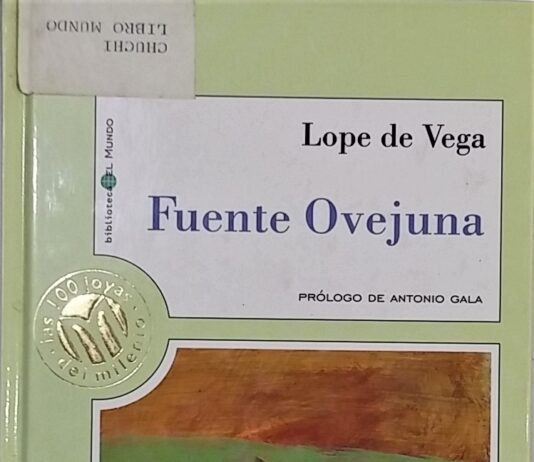 CHUCHI
LIBRO MUNDO
Lope de Vega
Fuente Ovejuna
PRÓLOGO DE ANTONIO GALA
biblioteca EL MUNDO
las 100 joyas
del milenio